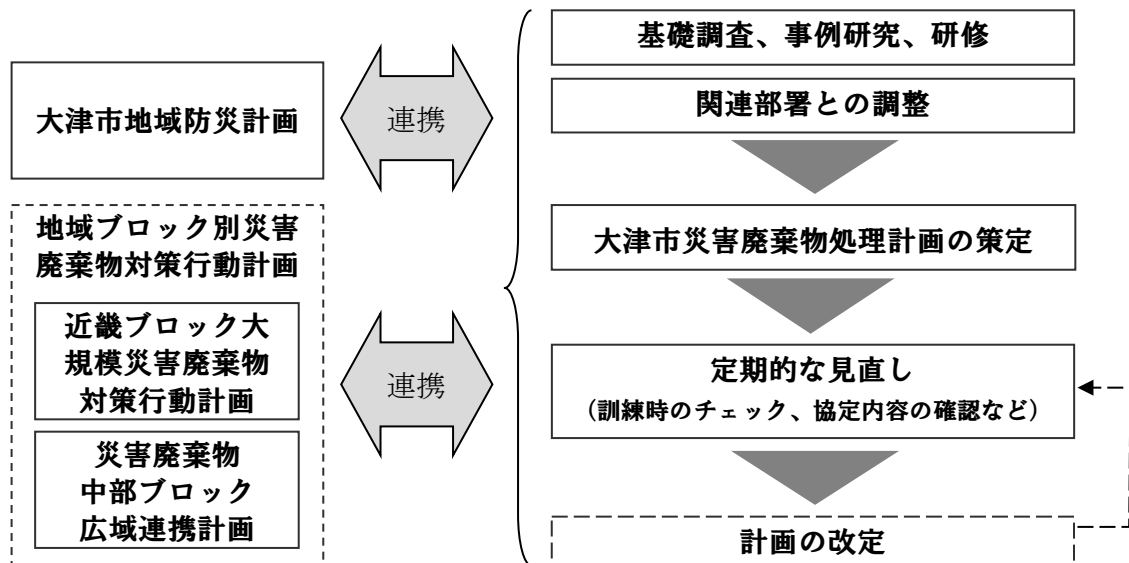 大津市地域防災計画
連携
地域ブロック別災害
廃棄物対策行動計画
近畿ブロック大
規模災害廃棄物
対策行動計画
災害廃棄物
中部ブロック
広域連携計画
連携
基礎調査、事例研究、研修
関連部署との調整
大津市災害廃棄物処理計画の策定
定期的な見直し
（訓練時のチェック、協定内容の確認など）
計画の改定